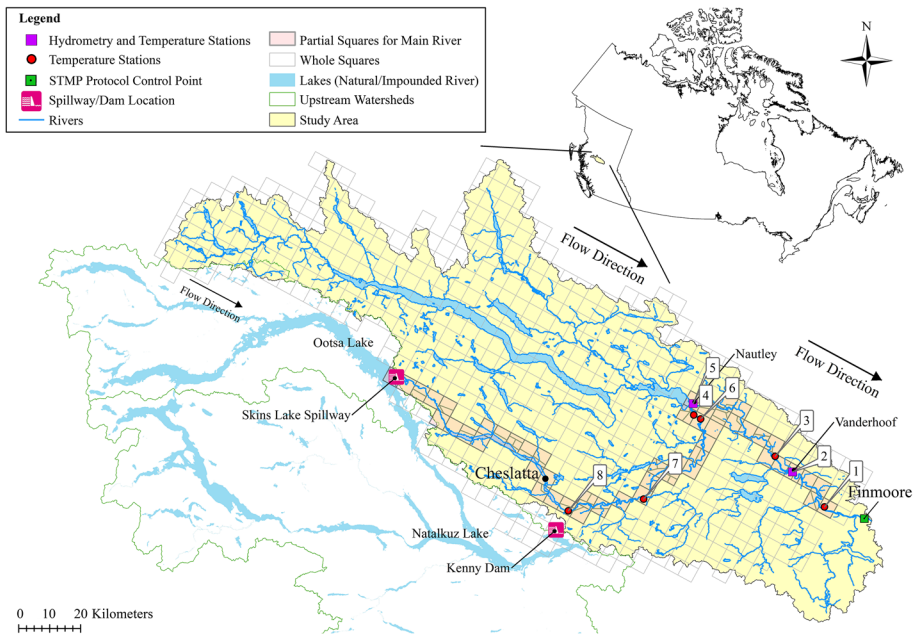 Legend
Hydrometry and Temperature Stations
Temperature Stations
STMP Protocol Control Point
Spillway/Dam Location
Rivers
Partial Squares for Main River
Whole Squares
Lakes (Natural/Impounded River)
Upstream Watersheds
Study Area
N
Flow Direction
Flow Direction
Ootsa Lake
Skins Lake Spillway
Nautley
5
4
6
Flow Direction
3
Vanderhoof
2
1
Finmoore
7
8
Cheslatta
Natalkuz Lake
Kenny Dam
0 10 20 Kilometers